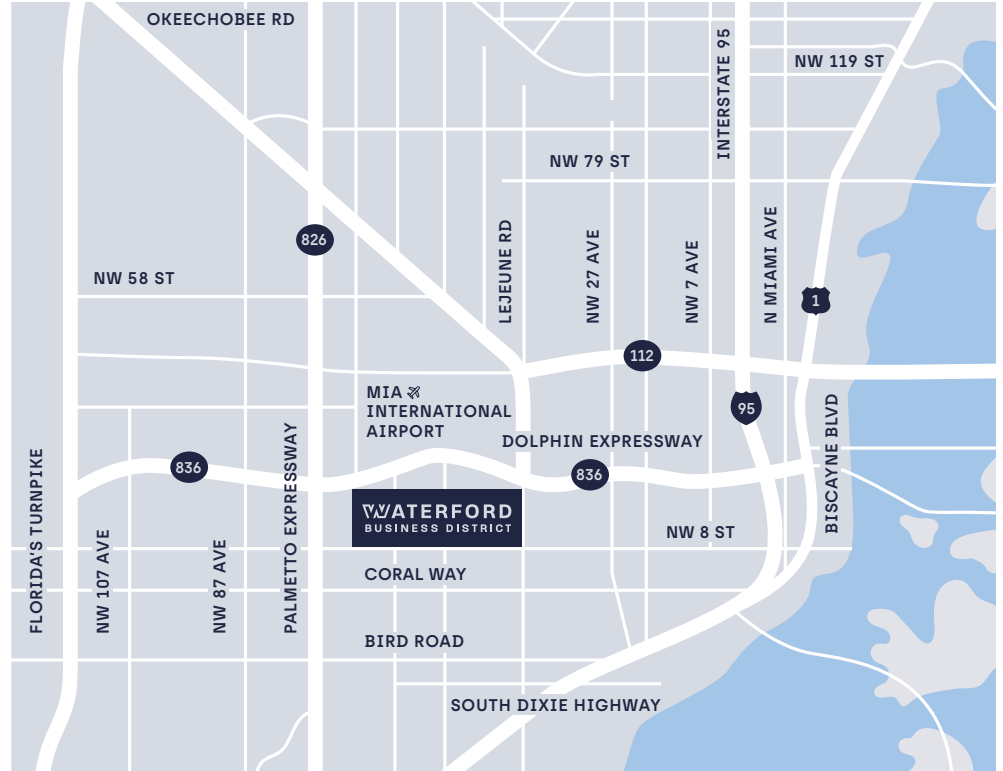 OKEECHOBEE RD
INTERSTATE 95
NW 119 ST
NW 79 ST
826
LEJEUNE RD
NW 27 AVE
NW 7 AVE
N MIAMI AVE
NW 58 ST
1
112
MIA
INTERNATIONAL
AIRPORT
95
DOLPHIN EXPRESSWAY
BISCAYNE BLVD
836
836
FLORIDA'S TURNPIKE
PALMETTO EXPRESSWAY
WATERFORD
BUSINESS DISTRICT
NW 8 ST
NW 107 AVE
NW 87 AVE
CORAL WAY
BIRD ROAD
SOUTH DIXIE HIGHWAY